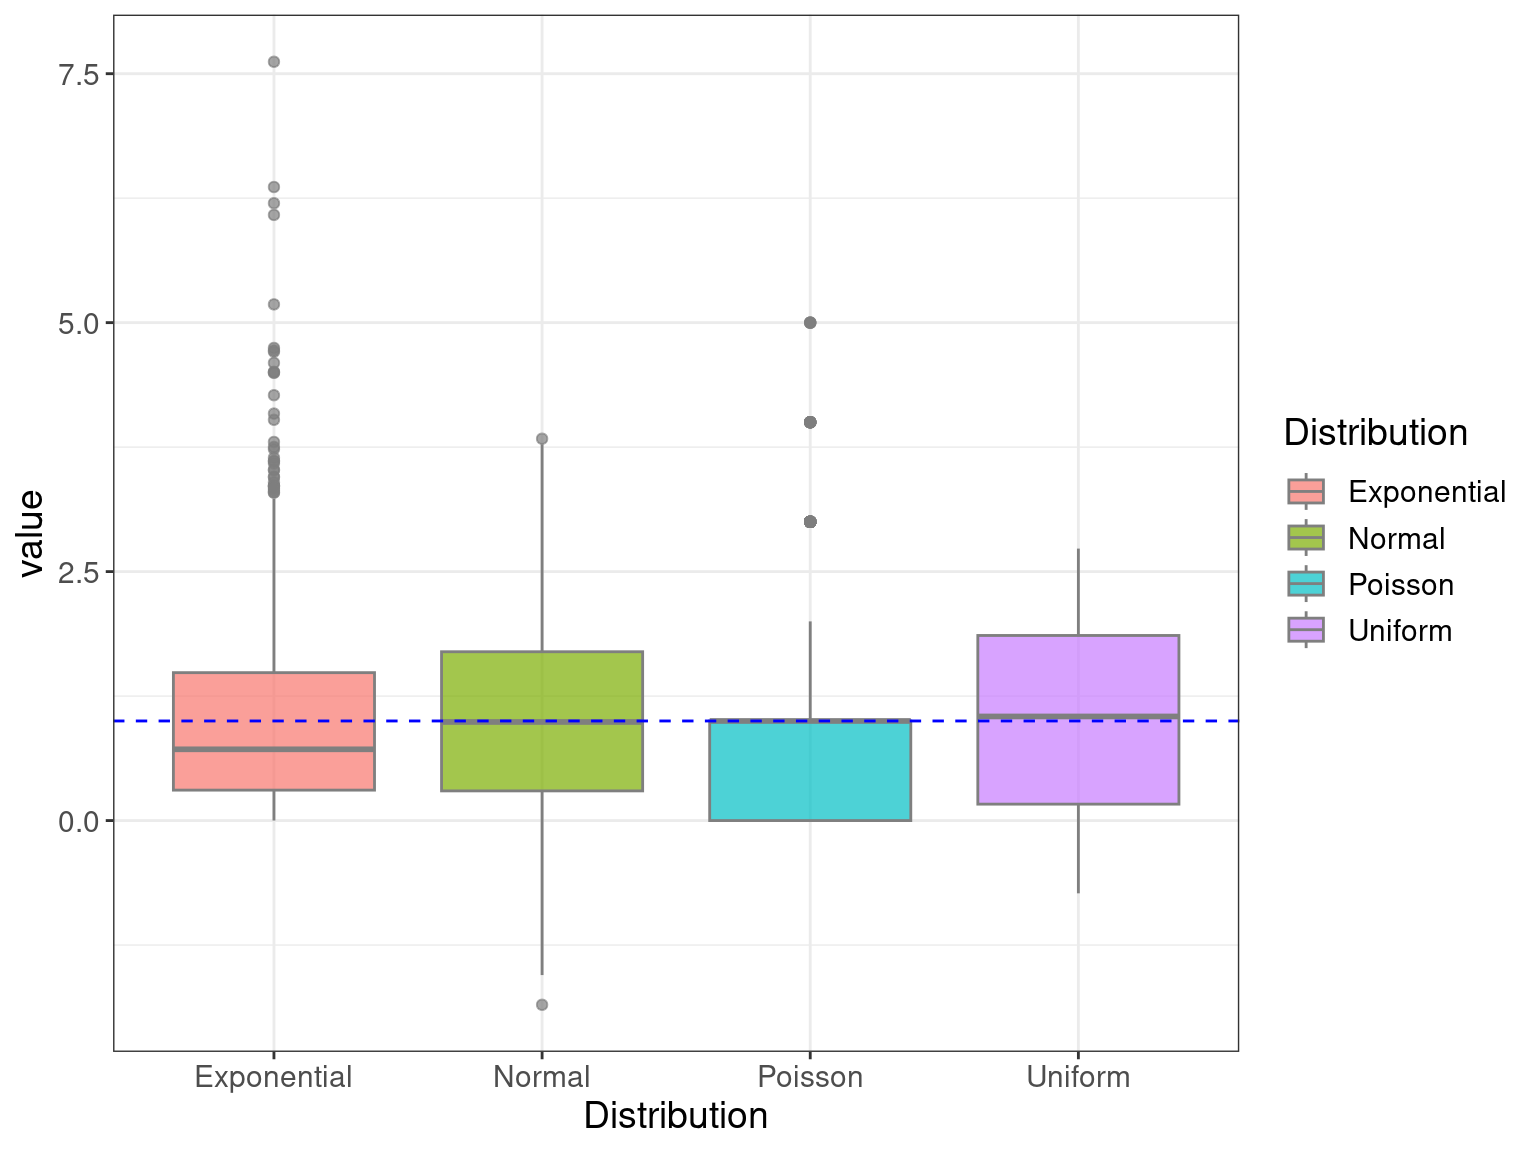 value
7.5
5.0
2.5
0.0
Exponential
Normal
Poisson
Uniform
Distribution
Distribution
Exponential
Normal
Poisson
Uniform